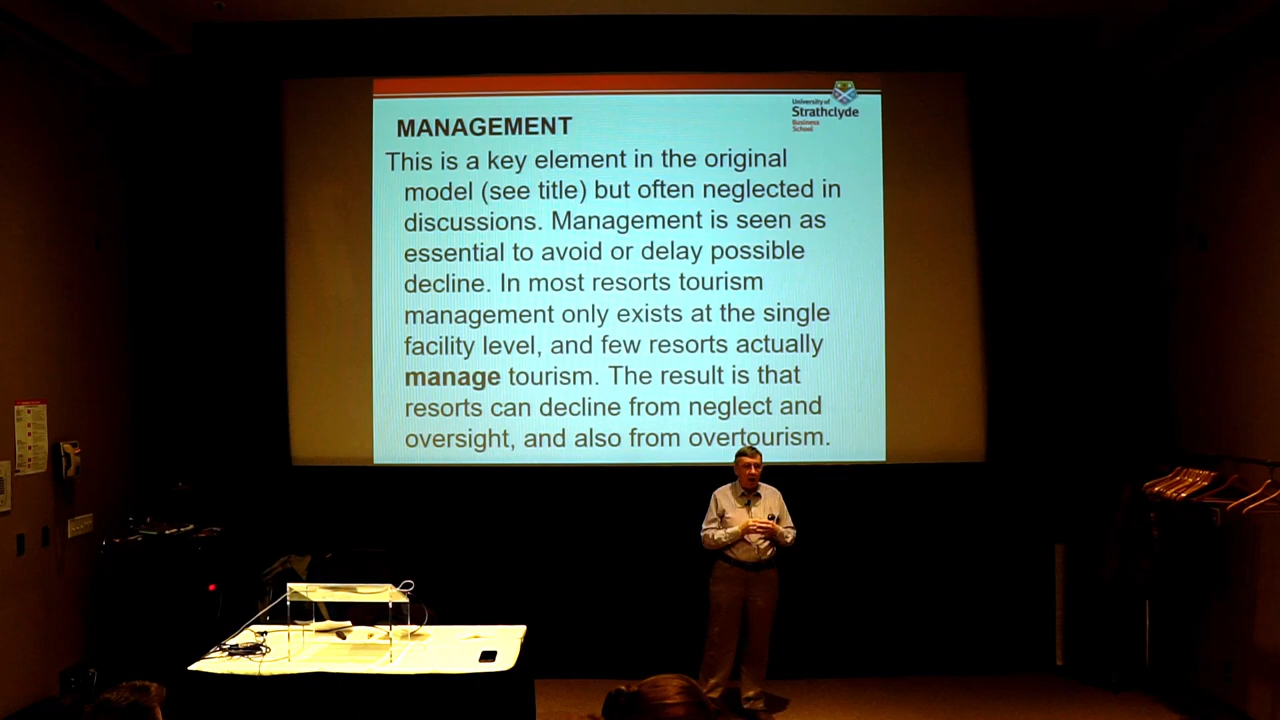 University of
Strathclyde
Business
School
MANAGEMENT
This is a key element in the original
model (see title) but often neglected in
discussions. Management is seen as
essential to avoid or delay possible
decline. In most resorts tourism
management only exists at the single
facility level, and few resorts actually
manage tourism. The result is that
resorts can decline from neglect and
oversight, and also from overtourism.